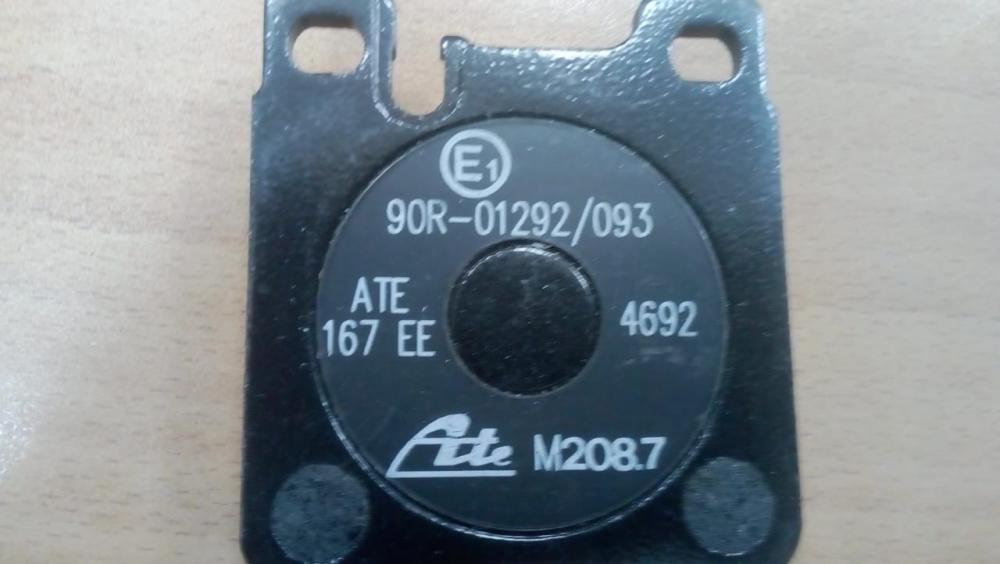 E1
90R-01292/093
ATE
167 EE
4692
Ate M208.7